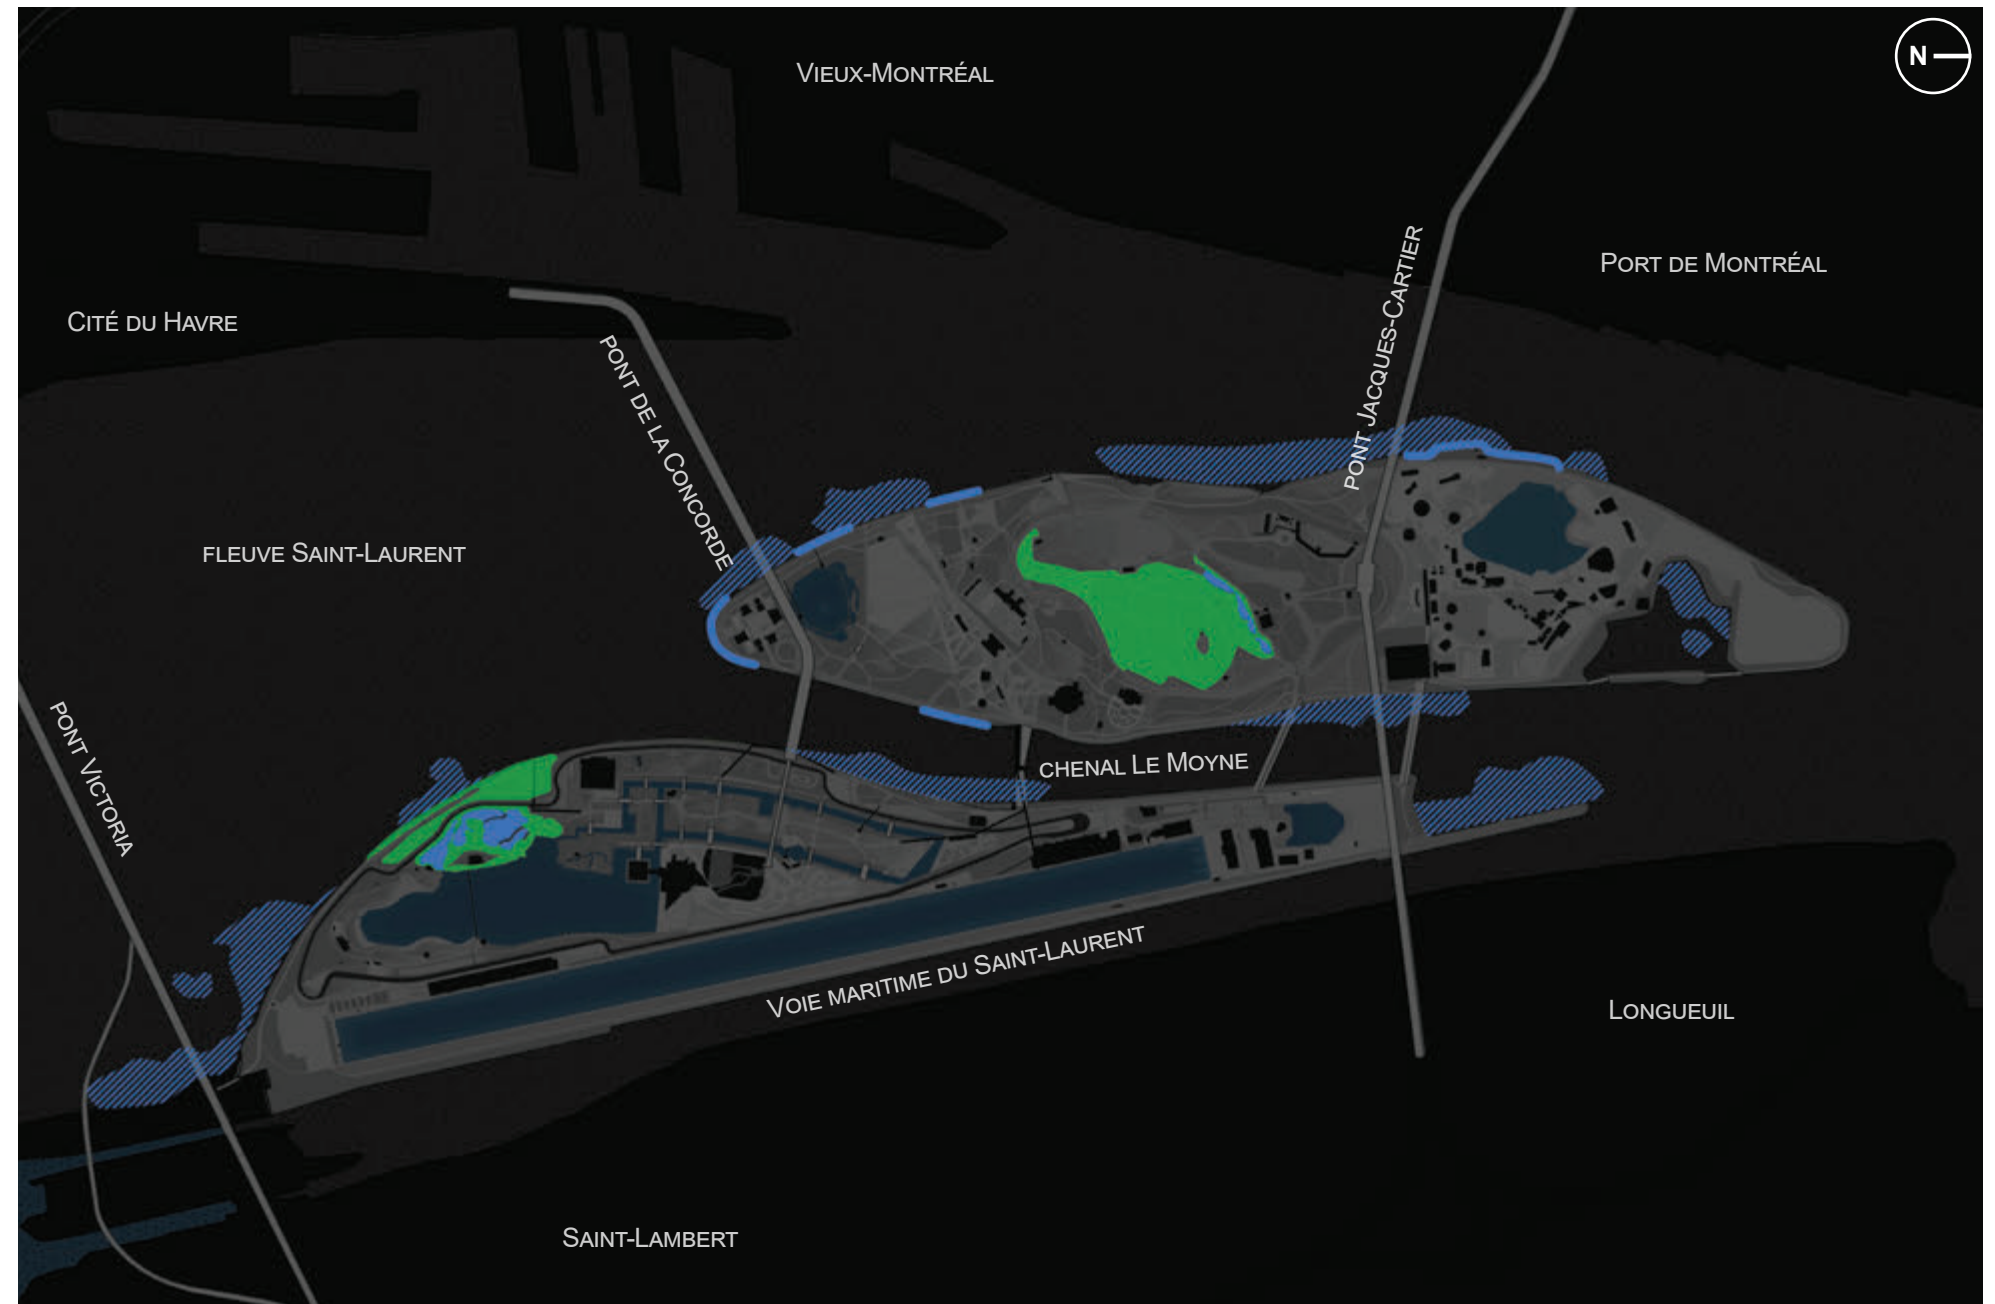 VIEUX-MONTRÉAL
N
PORT DE MONTRÉAL
CITÉ DU HAVRE
PONT DE LA CONCORDE
PONT JACQUES-CARTIER
FLEUVE SAINT-LAURENT
PONT VICTORIA
CHENAL LE MOYNE
VOIE MARITIME DU SAINT-LAURENT
LONGUEUIL
SAINT-LAMBERT